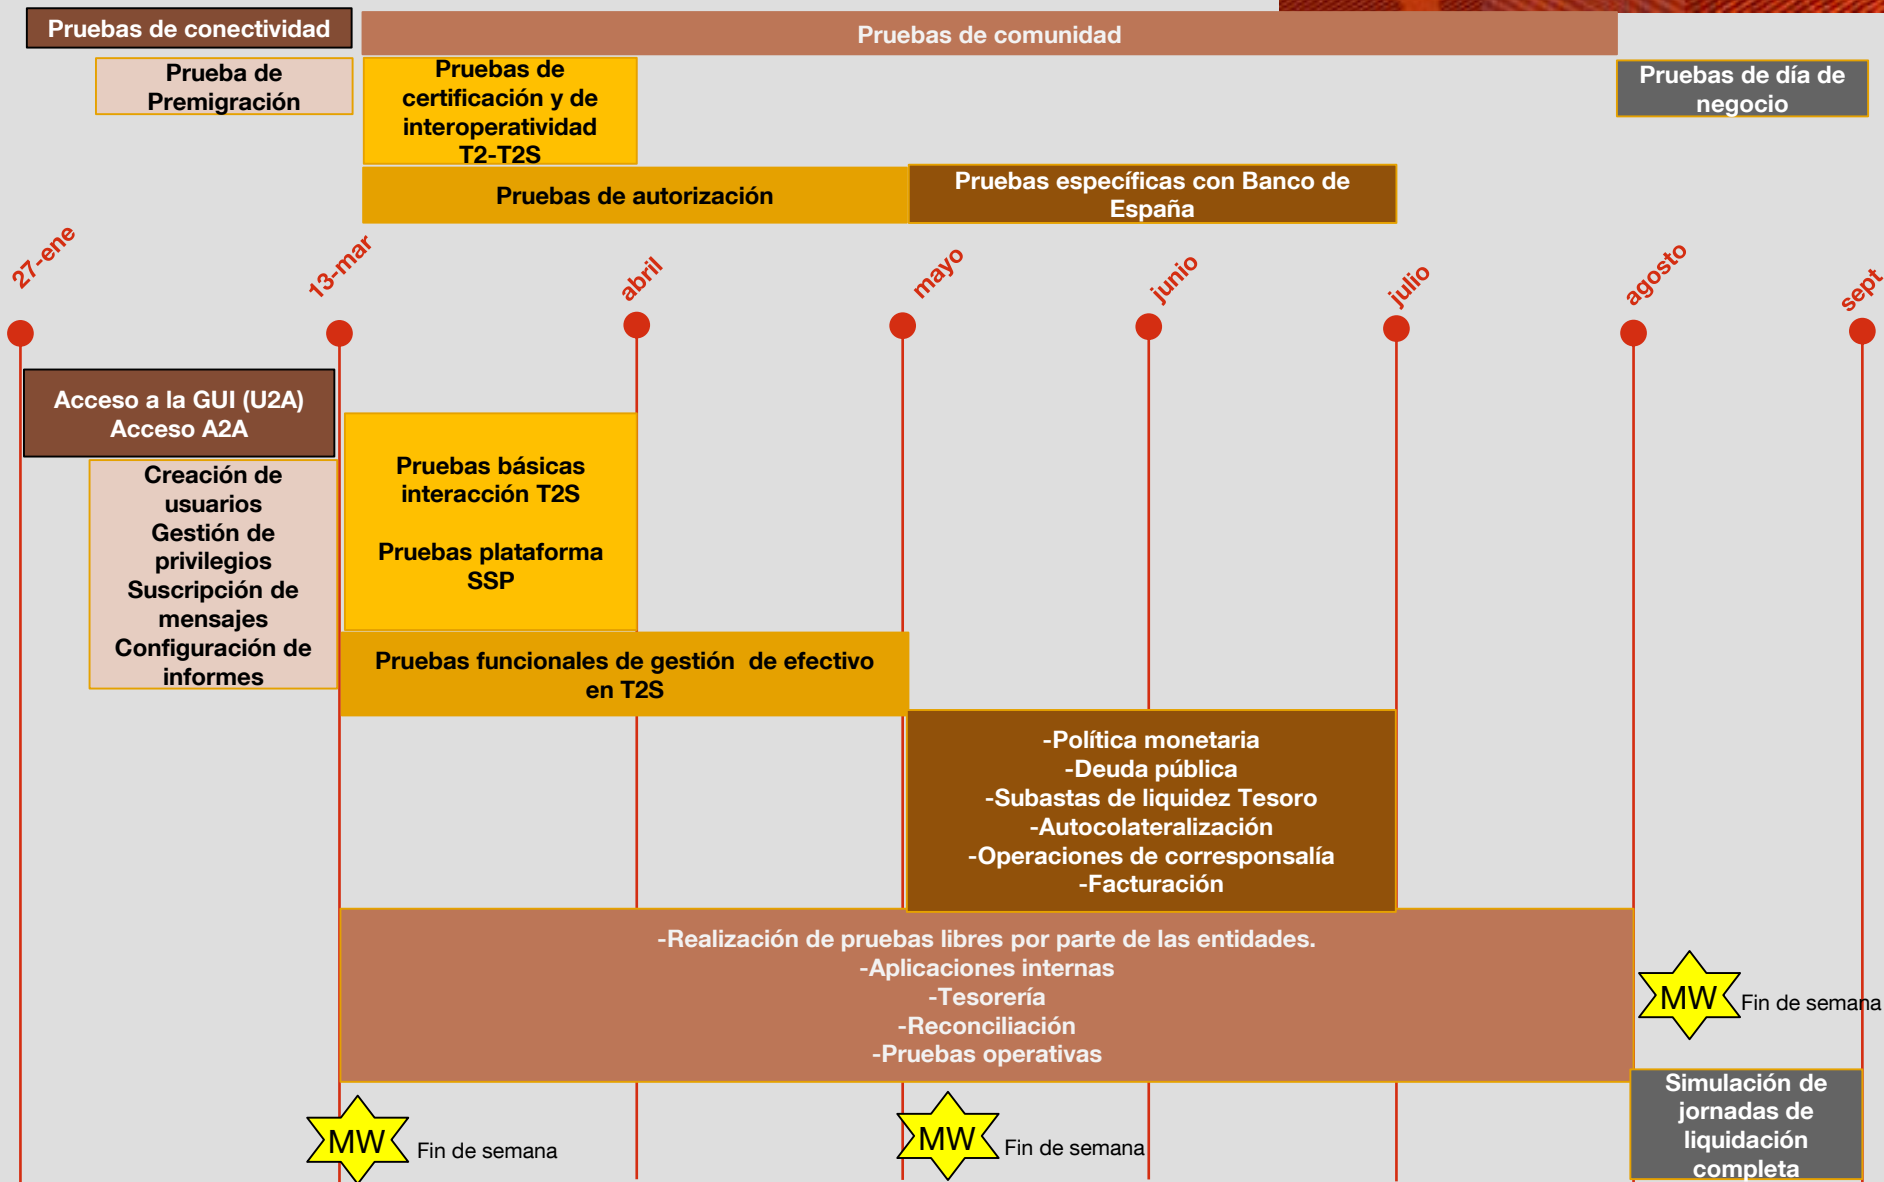 Pruebas de conectividad
Pruebas de comunidad
Prueba de
Premigración
Pruebas de
certificación y de
interoperatividad
T2-T2S
Pruebas de día de
negocio
Pruebas de autorización
Pruebas específicas con Banco de
España
27-ene
13-mar
abril
mayo
junio
julio
agosto
sept
Acceso a la GUI (U2A)
Acceso A2A
Creación de
usuarios
Gestión de
privilegios
Suscripción de
mensajes
Configuración de
informes
Pruebas básicas
interacción T2S
Pruebas plataforma
SSP
Pruebas funcionales de gestión  de efectivo
en T2S
-Política monetaria
-Deuda pública
-Subastas de liquidez Tesoro
-Autocolateralización
-Operaciones de corresponsalía
-Facturación
-Realización de pruebas libres por parte de las entidades.
-Aplicaciones internas
-Tesorería
-Reconciliación
-Pruebas operativas
MW Fin de semana
Simulación de
jornadas de
liquidación
completa
MW Fin de semana
MW Fin de semana